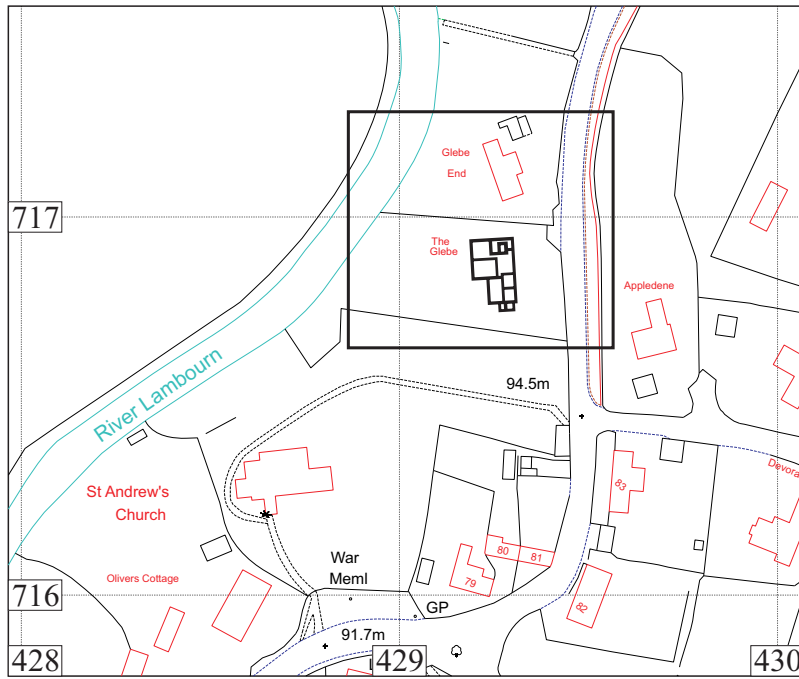 Glebe
End
717
The
Glebe
Appledene
River Lambourn
94.5m
Devora
83
St Andrew's
Church
War
Meml
80
81
79
Olivers Cottage
82
716
GP
91.7m
428
429
430